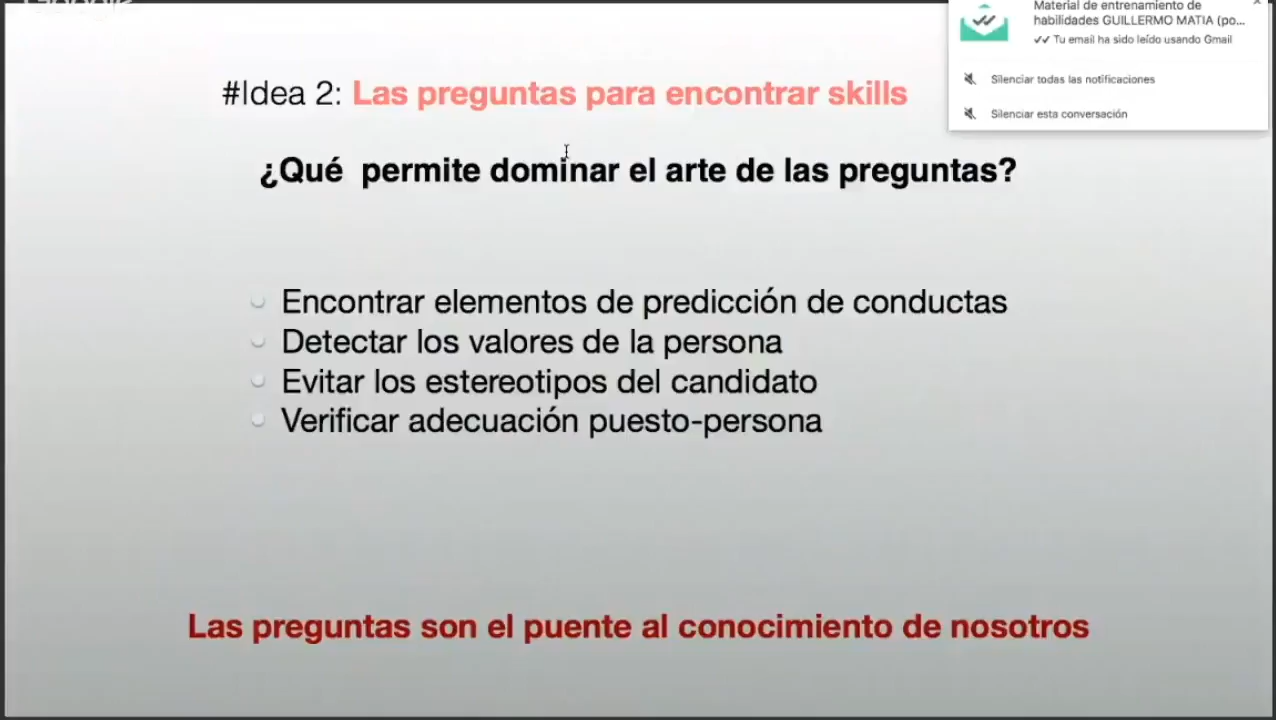 Google
Material de entrenamiento de
habilidades GUILLERMO MATIA (po...
✓✓ Tu email ha sido leído usando Gmail
Silenciar todas las notificaciones
Silenciar esta conversación
#Idea 2: Las preguntas para encontrar skills
¿Qué permite dominar el arte de las preguntas?
Encontrar elementos de predicción de conductas
Detectar los valores de la persona
Evitar los estereotipos del candidato
Verificar adecuación puesto-persona
Las preguntas son el puente al conocimiento de nosotros